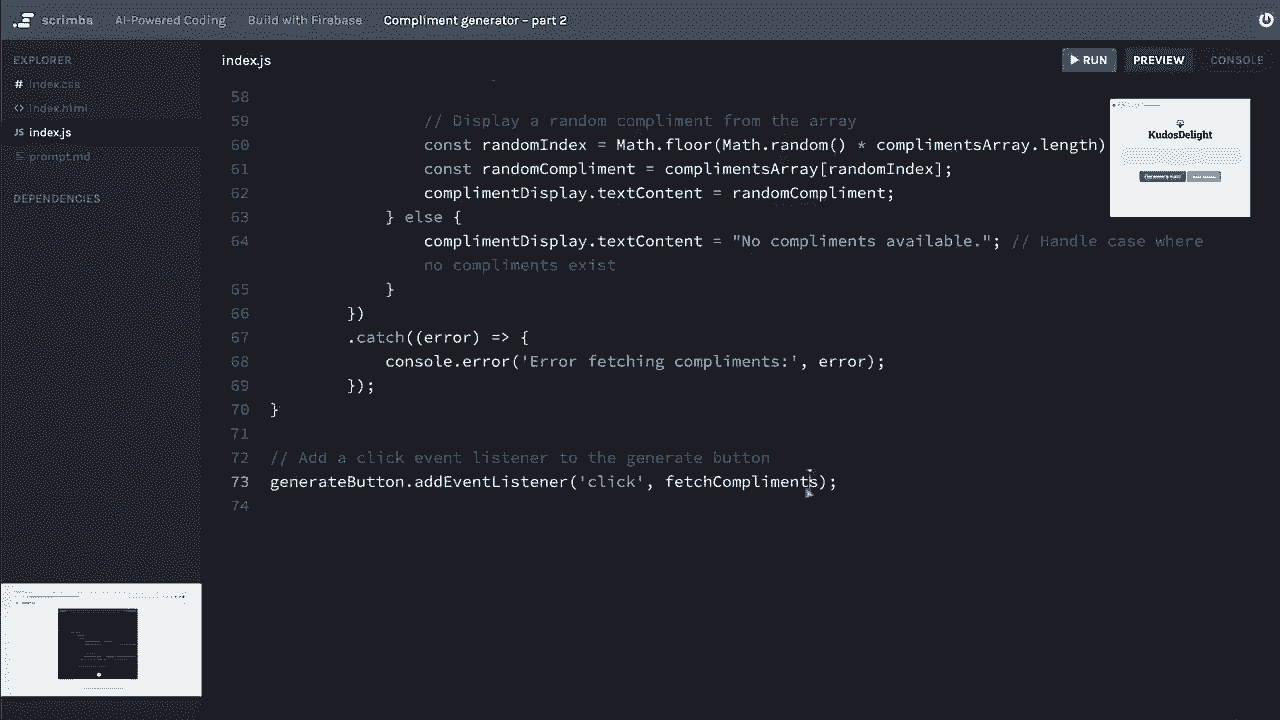 scrimba AI-Powered Coding Build with Firebase Compliment generator – part 2
EXPLORER
# index.css
<> index.html
JS index.js
prompt.md
DEPENDENCIES
index.js
RUN PREVIEW CONSOLE
58
59 // Display a random compliment from the array
60 const randomIndex = Math.floor(Math.random() * complimentsArray.length)
61 const randomCompliment = complimentsArray[randomIndex];
62 complimentDisplay.textContent = randomCompliment;
63 } else {
64 complimentDisplay.textContent = "No compliments available."; // Handle case where
no compliments exist
65 }
66 })
67 .catch((error) => {
68 console.error('Error fetching compliments:', error);
69 });
70 }
71
72 // Add a click event listener to the generate button
73 generateButton.addEventListener('click', fetchCompliments);
74
KudosDelight